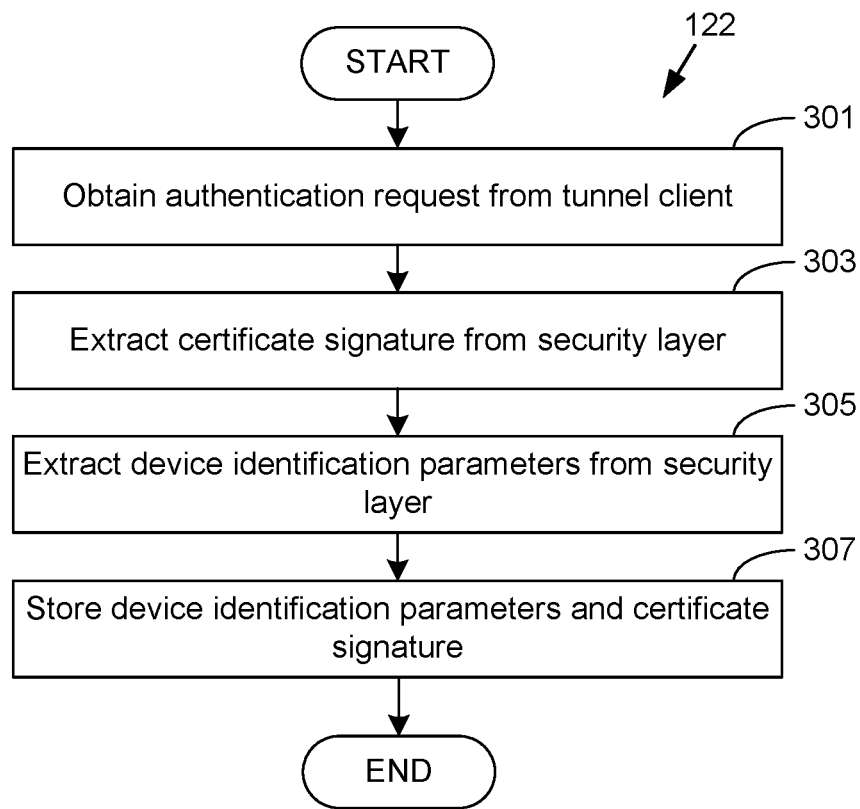 122
START
301
Obtain authentication request from tunnel client
303
Extract certificate signature from security layer
305
Extract device identification parameters from security
layer
307
Store device identification parameters and certificate
signature
END